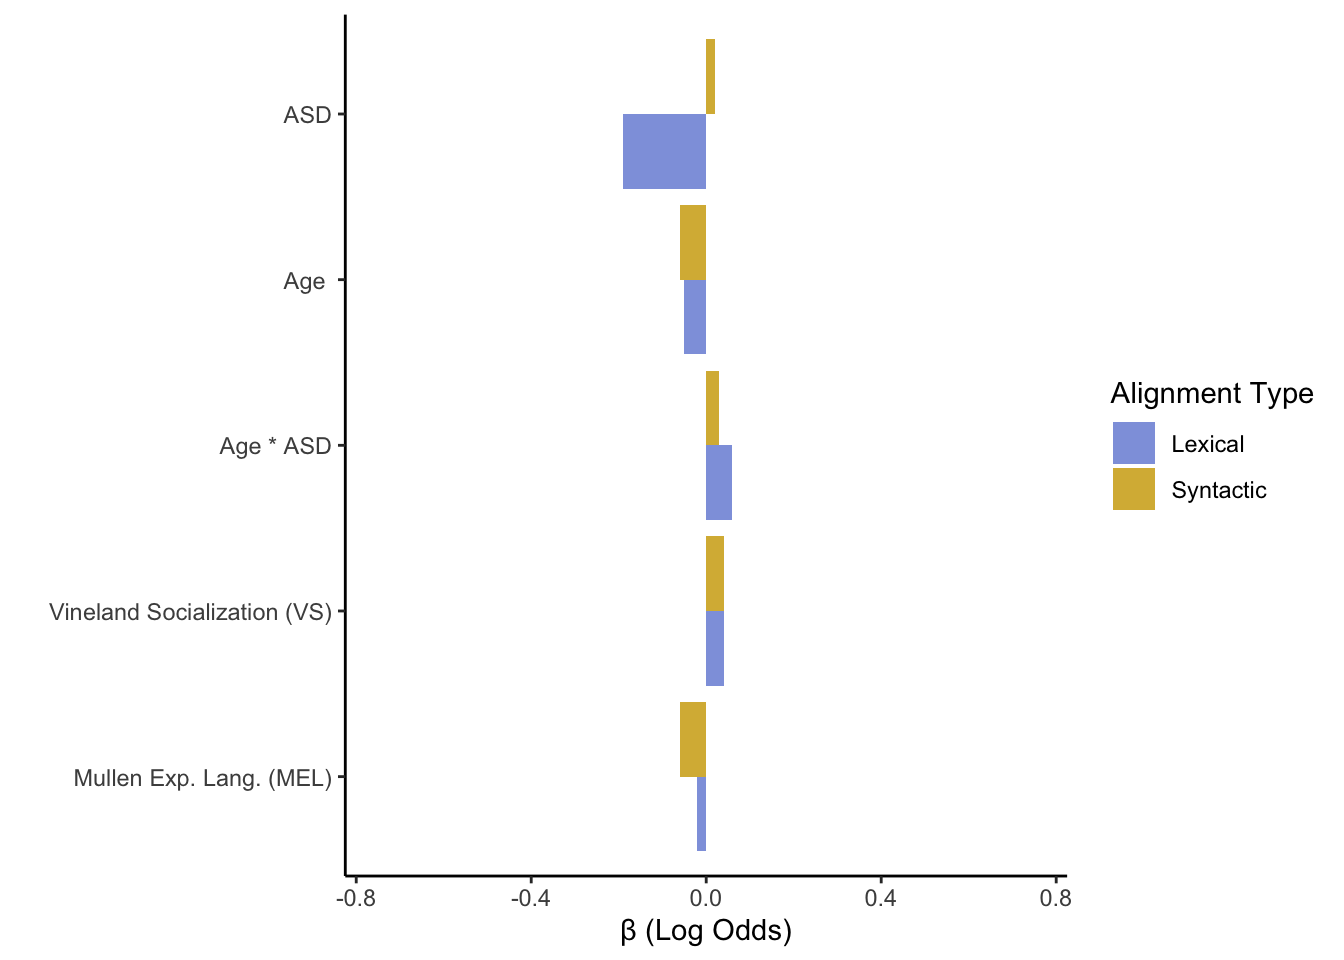 ASD
Age
Age * ASD
Vineland Socialization (VS)
Mullen Exp. Lang. (MEL)
-0.8 -0.4 0.0 0.4 0.8
β (Log Odds)
Alignment Type
Lexical
Syntactic